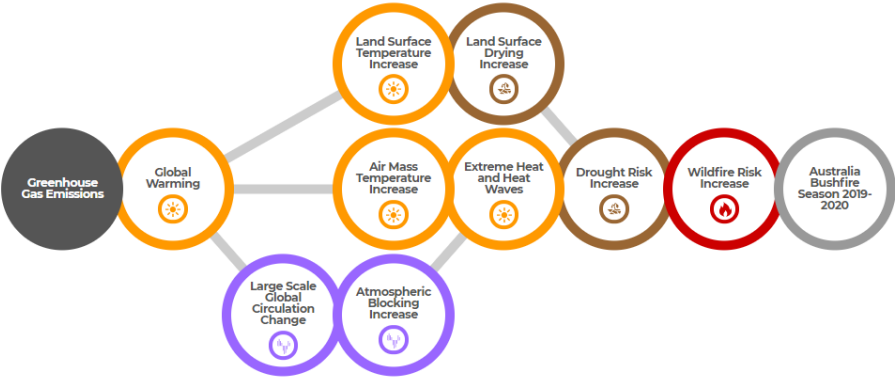 Land Surface
Temperature
Increase
Land Surface
Drying
Increase
Greenhouse
Gas Emissions
Global
Warming
Air Mass
Temperature
Increase
Extreme Heat
and Heat
Waves
Drought Risk
Increase
Wildfire Risk
Increase
Australia
Bushfire
Season 2019-
2020
Large Scale
Global
Circulation
Change
Atmospheric
Blocking
Increase